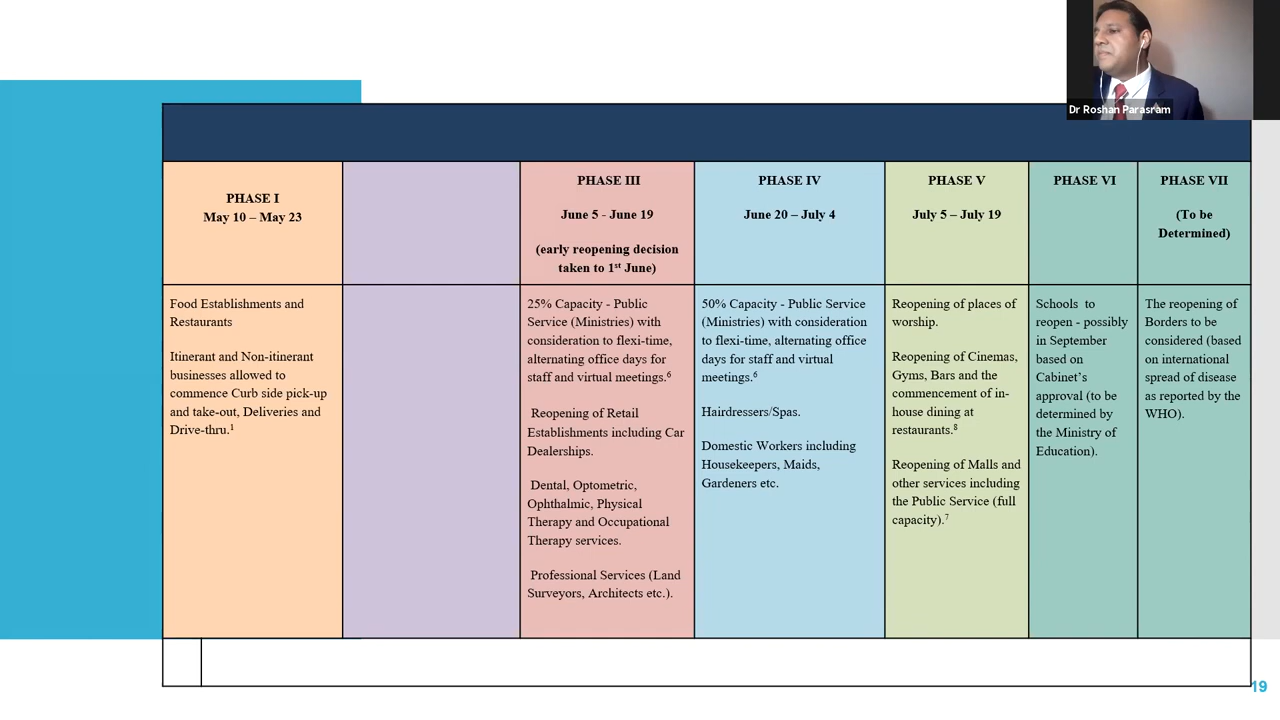 Dr Roshan Parasram
PHASE I
May 10 – May 23
PHASE III
June 5 - June 19
(early reopening decision
taken to 1st June)
PHASE IV
June 20 – July 4
PHASE V
July 5 – July 19
PHASE VI
PHASE VII
(To be
Determined)
Food Establishments and
Restaurants
Itinerant and Non-itinerant
businesses allowed to
commence Curb side pick-up
and take-out, Deliveries and
Drive-thru.1
25% Capacity - Public
Service (Ministries) with
consideration to flexi-time,
alternating office days for
staff and virtual meetings.6
Reopening of Retail
Establishments including Car
Dealerships.
Dental, Optometric,
Ophthalmic, Physical
Therapy and Occupational
Therapy services.
Professional Services (Land
Surveyors, Architects etc.).
50% Capacity - Public Service
(Ministries) with consideration
to flexi-time, alternating office
days for staff and virtual
meetings.6
Hairdressers/Spas.
Domestic Workers including
Housekeepers, Maids,
Gardeners etc.
Reopening of places of
worship.
Reopening of Cinemas,
Gyms, Bars and the
commencement of in-
house dining at
restaurants.8
Reopening of Malls and
other services including
the Public Service (full
capacity).7
Schools to
reopen - possibly
in September
based on
Cabinet's
approval (to be
determined by
the Ministry of
Education).
The reopening of
Borders to be
considered (based
on international
spread of disease
as reported by the
WHO).
19